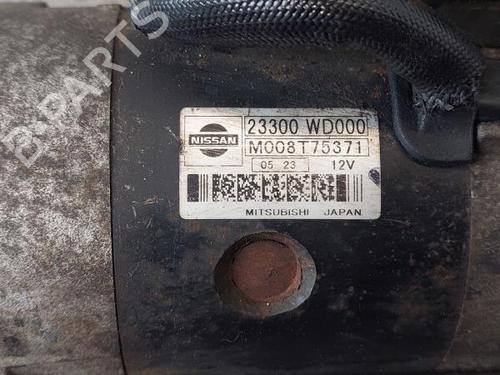 NISSAN
23300 WD000
M008T75371
05 23 12V
MITSUBISHI JAPAN
B-PARTS